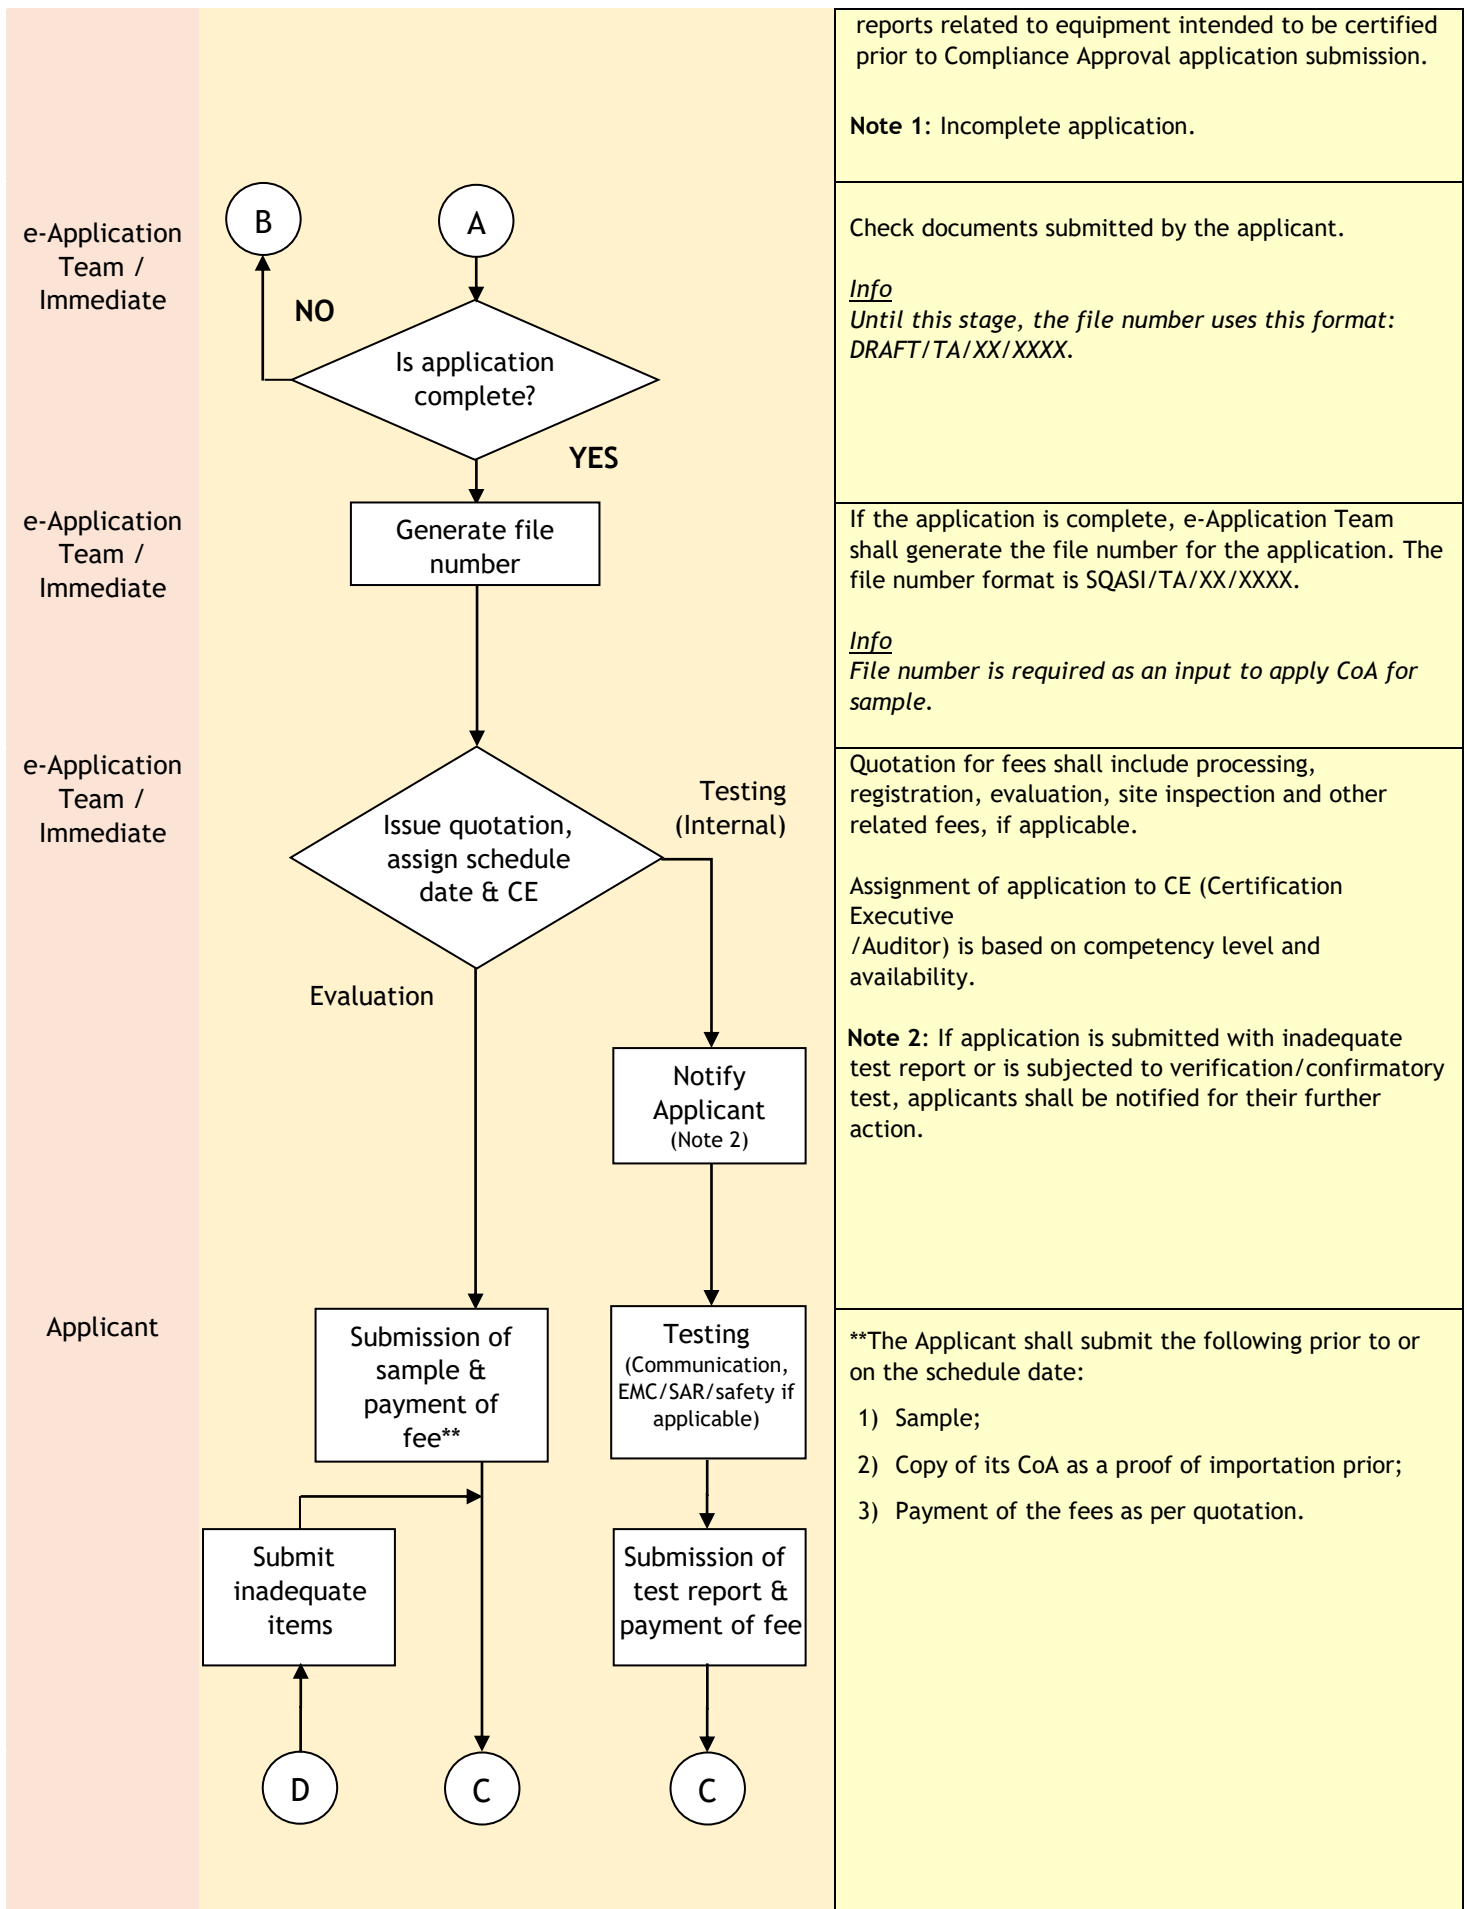 reports related to equipment intended to be certified
prior to Compliance Approval application submission.
Note 1: Incomplete application.
e-Application
Team /
Immediate
B
A
NO
Is application
complete?
YES
Check documents submitted by the applicant.
Info
Until this stage, the file number uses this format:
DRAFT/TA/XX/XXXX.
e-Application
Team /
Immediate
Generate file
number
If the application is complete, e-Application Team
shall generate the file number for the application. The
file number format is SQASI/TA/XX/XXXX.
Info
File number is required as an input to apply CoA for
sample.
e-Application
Team /
Immediate
Issue quotation,
assign schedule
date & CE
Testing
(Internal)
Evaluation
Notify
Applicant
(Note 2)
Quotation for fees shall include processing,
registration, evaluation, site inspection and other
related fees, if applicable.
Assignment of application to CE (Certification
Executive
/Auditor) is based on competency level and
availability.
Note 2: If application is submitted with inadequate
test report or is subjected to verification/confirmatory
test, applicants shall be notified for their further
action.
Applicant
Submission of
sample &
payment of
fee**
Testing
(Communication,
EMC/SAR/safety if
applicable)
Submit
inadequate
items
Submission of
test report &
payment of fee
D
C
C
**The Applicant shall submit the following prior to or
on the schedule date:
1) Sample;
2) Copy of its CoA as a proof of importation prior;
3) Payment of the fees as per quotation.